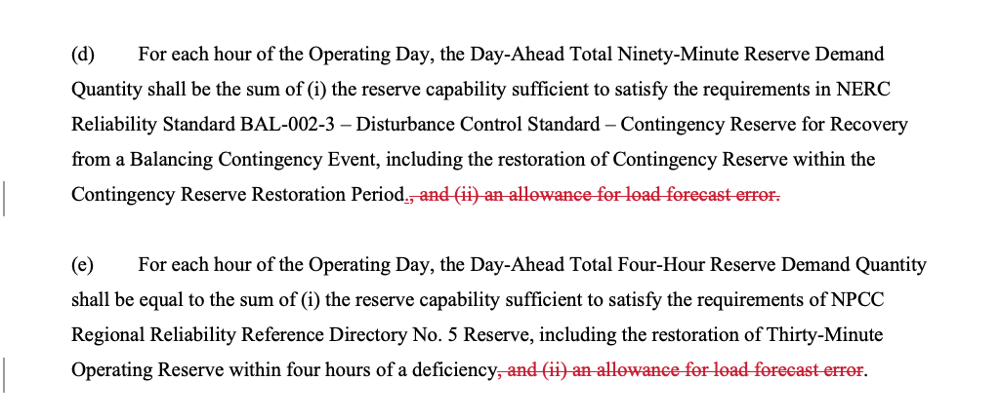 (d) For each hour of the Operating Day, the Day-Ahead Total Ninety-Minute Reserve Demand
Quantity shall be the sum of (i) the reserve capability sufficient to satisfy the requirements in NERC
Reliability Standard BAL-002-3 – Disturbance Control Standard – Contingency Reserve for Recovery
from a Balancing Contingency Event, including the restoration of Contingency Reserve within the
Contingency Reserve Restoration Period., and (ii) an allowance for load forecast error.
(e) For each hour of the Operating Day, the Day-Ahead Total Four-Hour Reserve Demand Quantity
shall be equal to the sum of (i) the reserve capability sufficient to satisfy the requirements of NPCC
Regional Reliability Reference Directory No. 5 Reserve, including the restoration of Thirty-Minute
Operating Reserve within four hours of a deficiency, and (ii) an allowance for load forecast error.